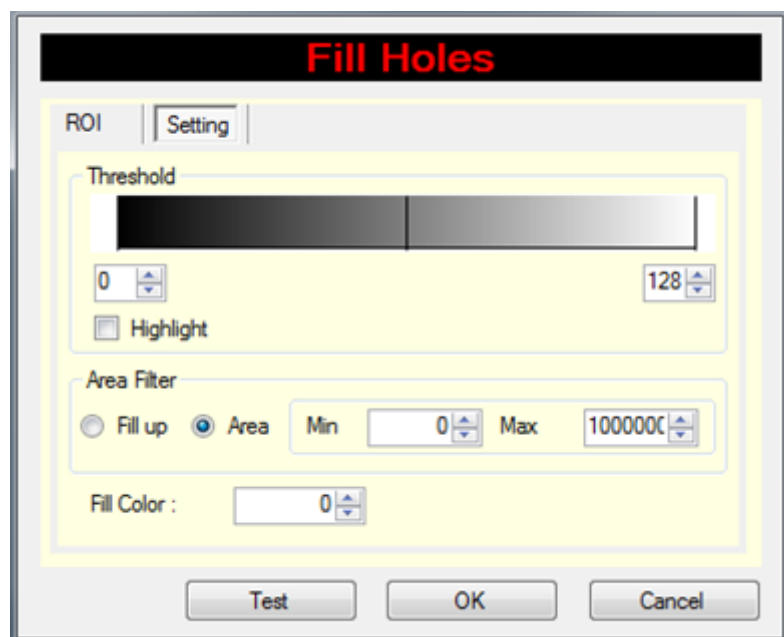 Fill Holes
ROI Setting
Threshold
0 128
Highlight
Area Filter
Fill up Area Min 0 Max 1000000
Fill Color : 0
Test OK Cancel